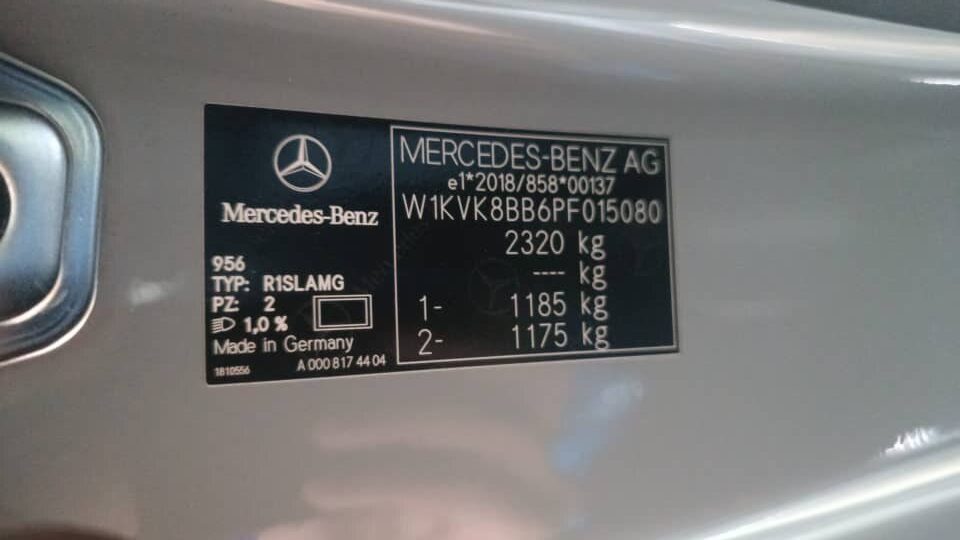 Mercedes-Benz
956
TYP: R1SLAMG
PZ: 2
1,0 %
Made in Germany
1810556
A 000 817 44 04
MERCEDES-BENZ AG
e1*2018/858*00137
W1KVK8BB6PF015080
2320 kg
---- kg
1- 1185 kg
2- 1175 kg